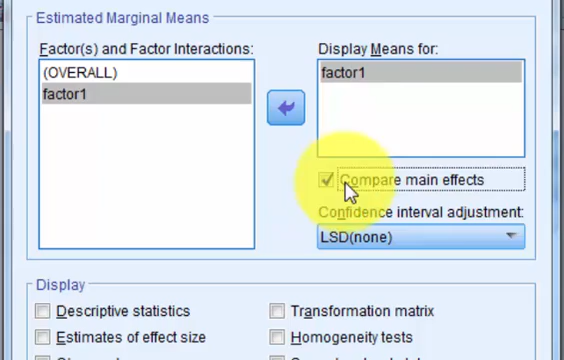 Estimated Marginal Means
Factor(s) and Factor Interactions:
(OVERALL)
factor1
Display Means for:
factor1
Compare main effects
Confidence interval adjustment:
LSD(none)
Display
Descriptive statistics
Transformation matrix
Estimates of effect size
Homogeneity tests